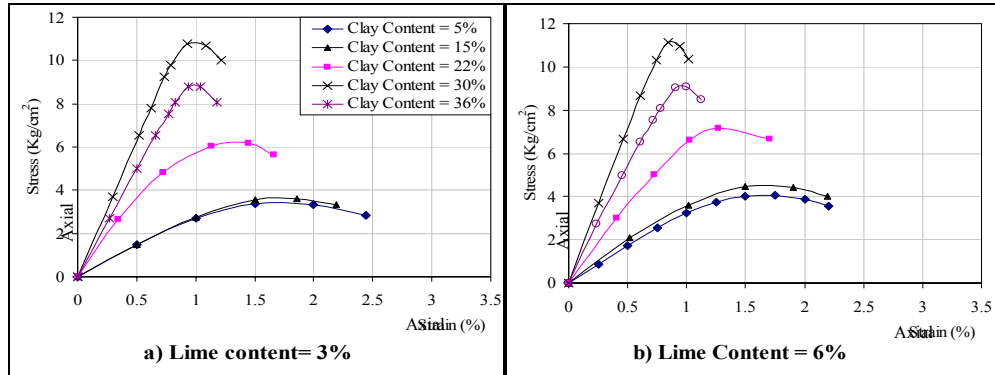 12
10
8
6
4
2
0
Axial Stress (Kg/cm²)
Clay Content = 5%
Clay Content = 15%
Clay Content = 22%
Clay Content = 30%
Clay Content = 36%
0 0.5 1 1.5 2 2.5 3 3.5
Axial Strain (%)
a) Lime content= 3%
12
10
8
6
4
2
0
Axial Stress (Kg/cm²)
0 0.5 1 1.5 2 2.5 3 3.5
Axial Strain (%)
b) Lime Content = 6%